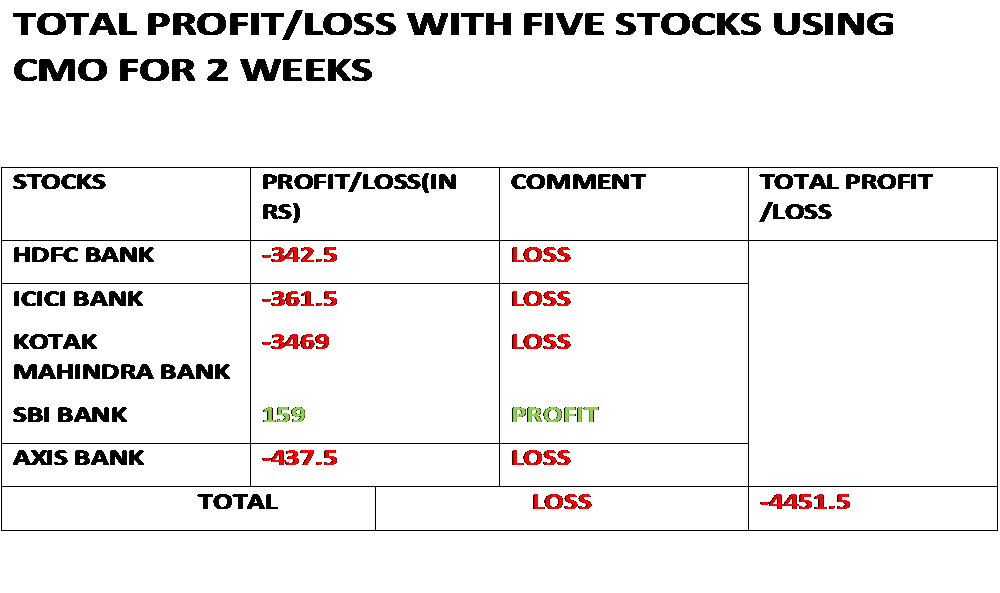 TOTAL PROFIT/LOSS WITH FIVE STOCKS USING
CMO FOR 2 WEEKS
STOCKS PROFIT/LOSS(IN RS) COMMENT TOTAL PROFIT /LOSS
HDFC BANK -342.5 LOSS
ICICI BANK -361.5 LOSS
KOTAK MAHINDRA BANK -3469 LOSS
SBI BANK 159 PROFIT
AXIS BANK -437.5 LOSS
TOTAL LOSS -4451.5